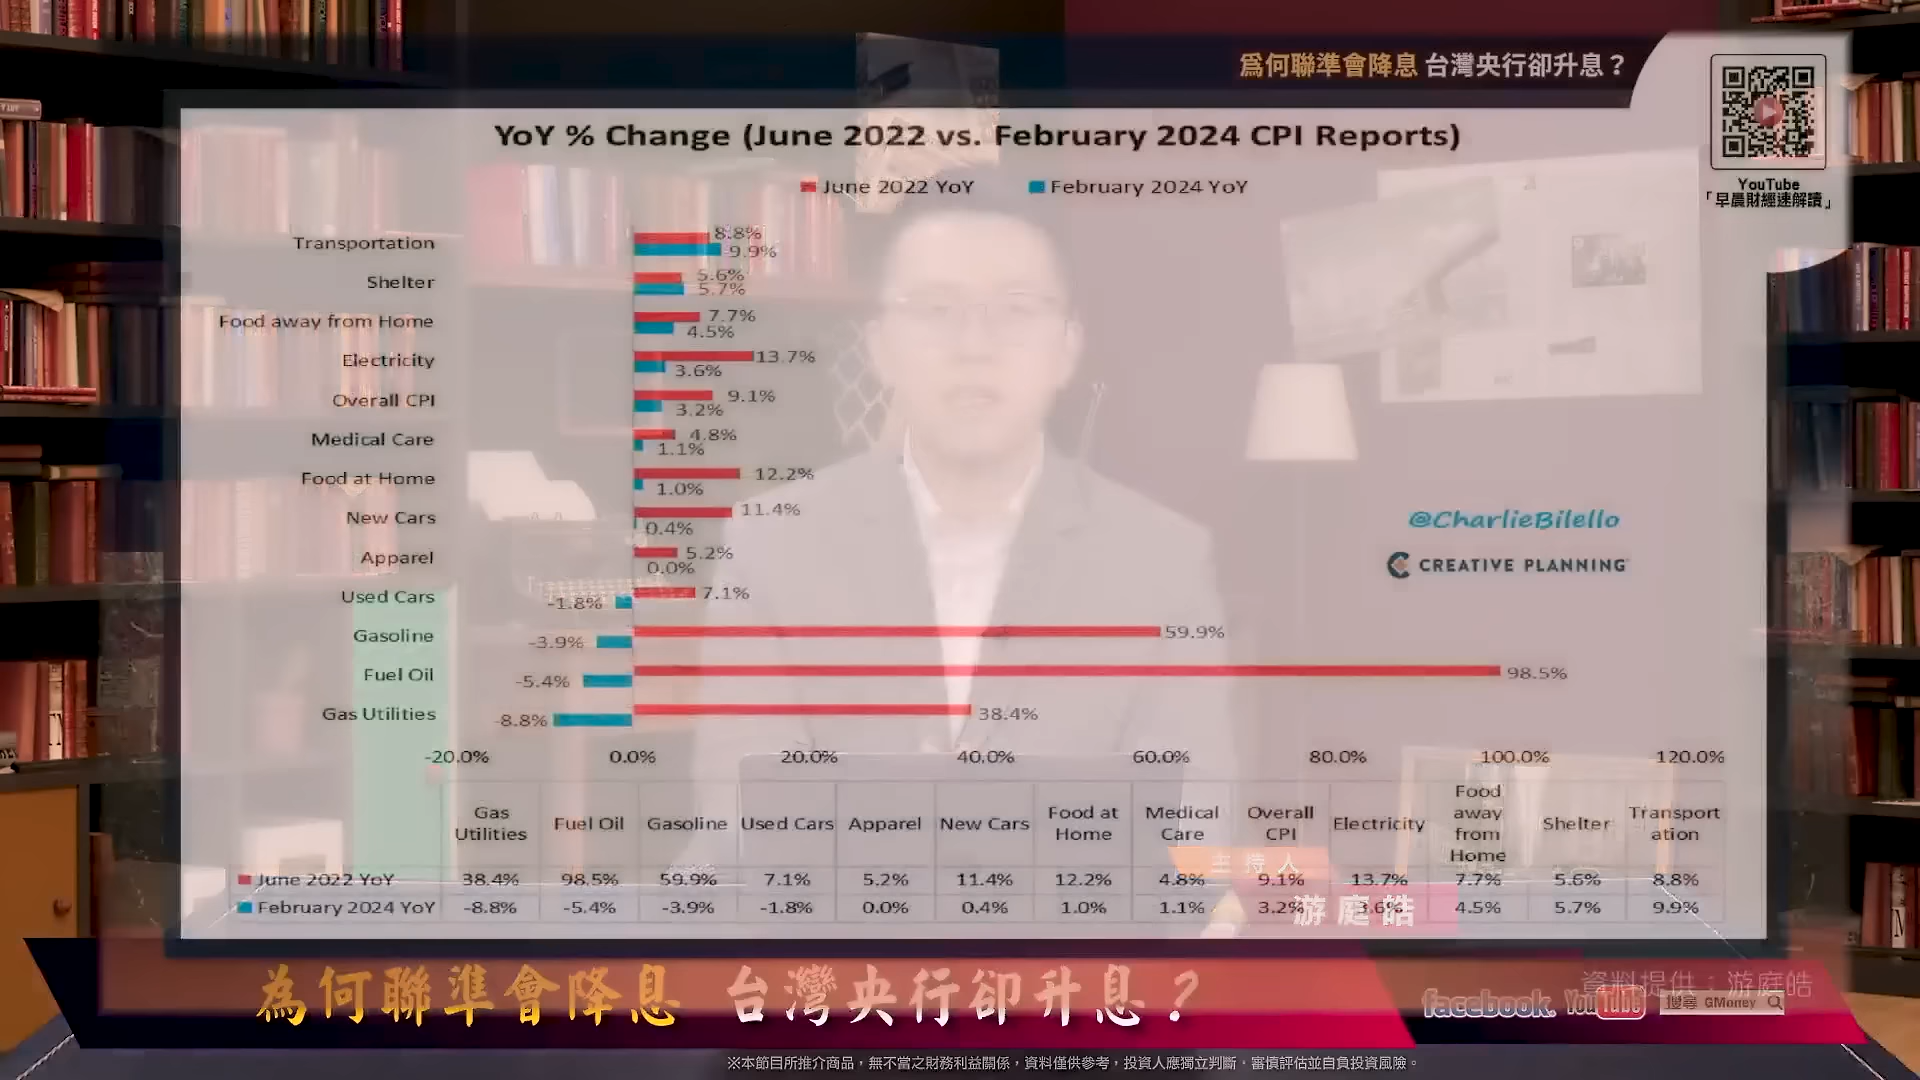 為何聯準會降息 台灣央行卻升息？
YouTube
「早晨財經速解讀」
YoY % Change (June 2022 vs. February 2024 CPI Reports)
June 2022 YoY
February 2024 YoY
Transportation
8.8%
9.9%
Shelter
5.6%
5.7%
Food away from Home
7.7%
4.5%
Electricity
13.7%
3.6%
Overall CPI
9.1%
3.2%
Medical Care
4.8%
1.1%
Food at Home
12.2%
1.0%
New Cars
11.4%
0.4%
@CharlieBilello
CREATIVE PLANNING
Apparel
5.2%
0.0%
Used Cars
-1.8%
7.1%
Gasoline
-3.9%
59.9%
Fuel Oil
-5.4%
98.5%
Gas Utilities
-8.8%
38.4%
-20.0% 0.0% 20.0% 40.0% 60.0% 80.0% 100.0% 120.0%
Gas Utilities Fuel Oil Gasoline Used Cars Apparel New Cars Food at Home Medical Care Overall CPI Electricity Food away from Home Shelter Transportation
June 2022 YoY 38.4% 98.5% 59.9% 7.1% 5.2% 11.4% 12.2% 4.8% 9.1% 13.7% 7.7% 5.6% 8.8%
February 2024 YoY -8.8% -5.4% -3.9% -1.8% 0.0% 0.4% 1.0% 1.1% 3.2% 3.6% 4.5% 5.7% 9.9%
主持人
游庭皓
為何聯準會降息 台灣央行卻升息？
資料提供：游庭皓
facebook. YouTube 搜尋 GMoney
※本節目所推介商品，無不當之財務利益關係，資料僅供參考，投資人應獨立判斷，審慎評估並自負投資風險。